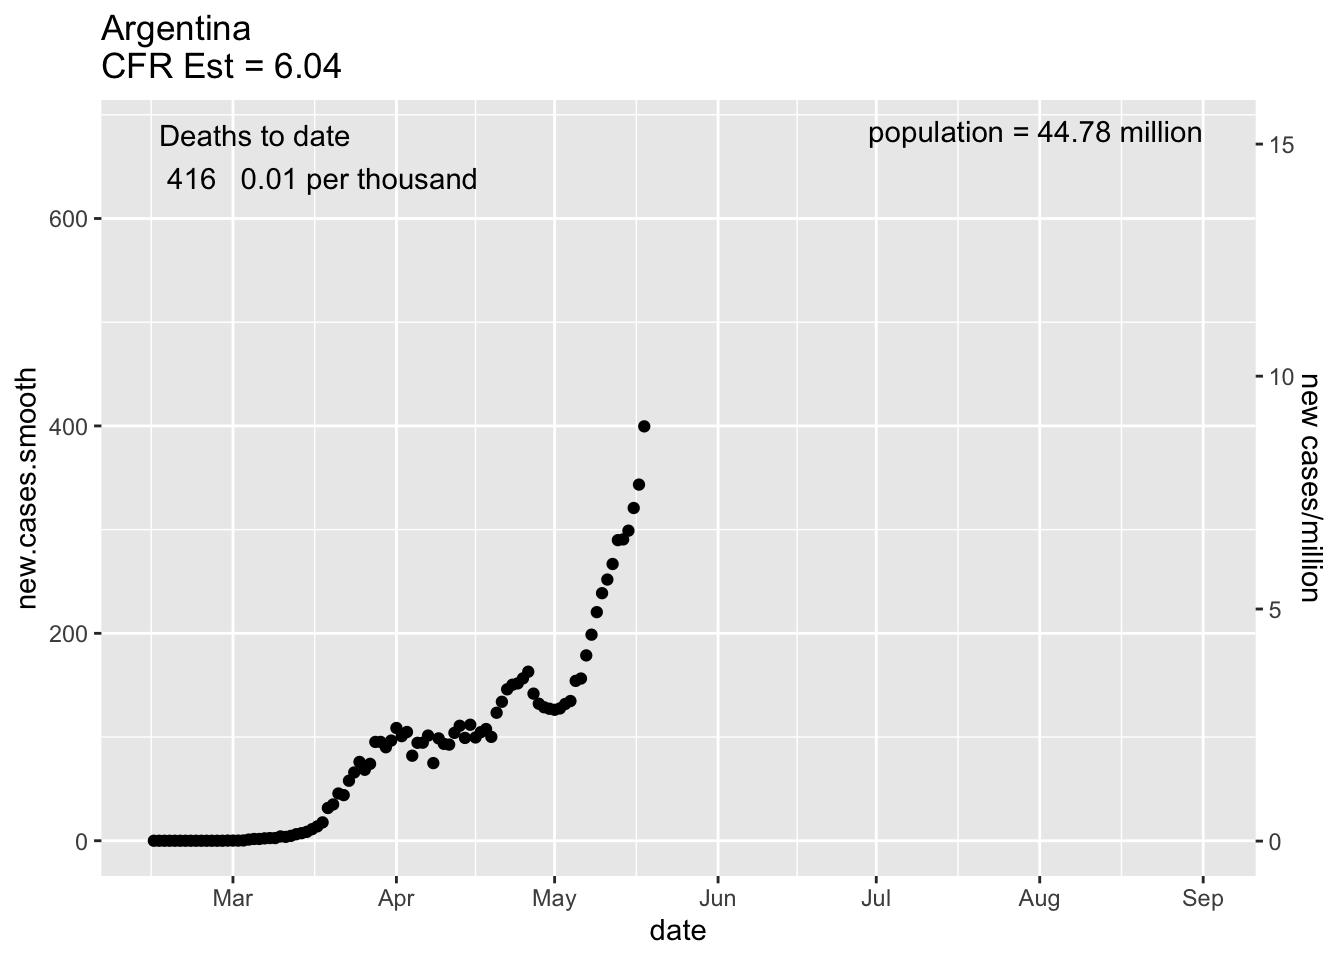 Argentina
CFR Est = 6.04
Deaths to date
416 0.01 per thousand
population = 44.78 million
600
400
200
0
new.cases.smooth
15
10
5
0
new cases/million
Mar Apr May Jun Jul Aug Sep
date